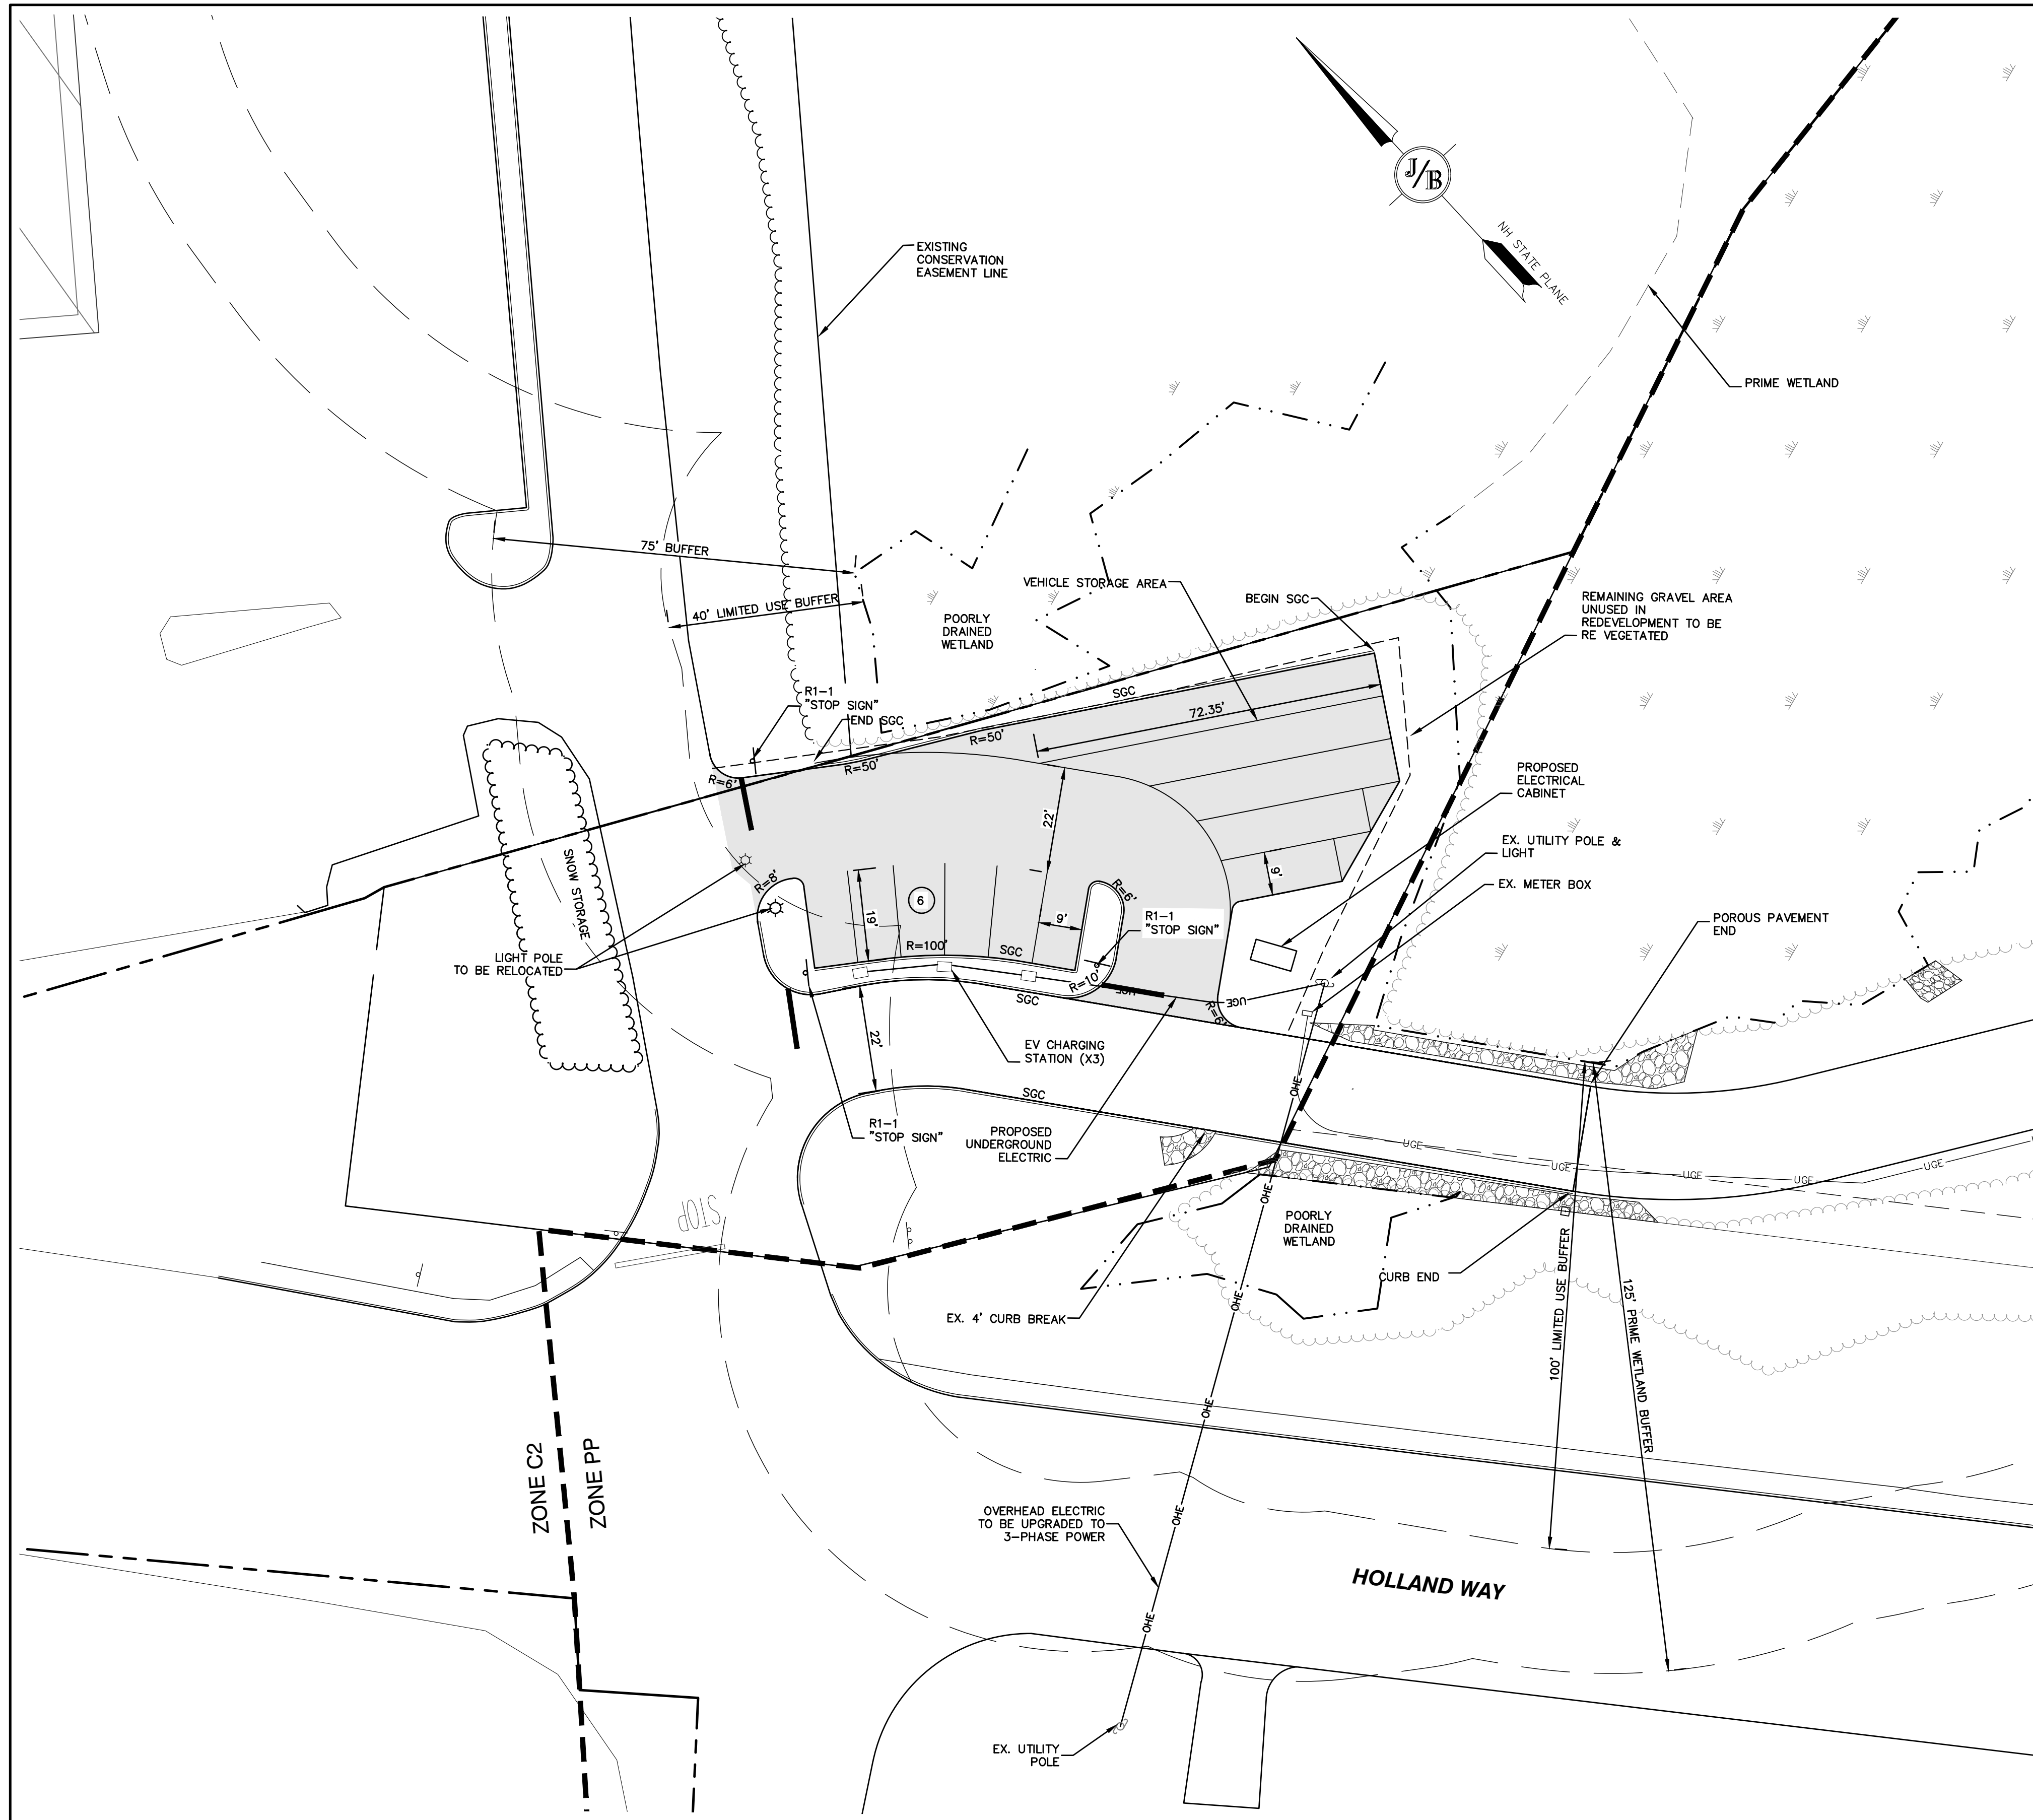 J/B
NH STATE PLANE
EXISTING
CONSERVATION
EASEMENT LINE
PRIME WETLAND
75' BUFFER
40' LIMITED USE BUFFER
POORLY
DRAINED
WETLAND
VEHICLE STORAGE AREA
BEGIN SGC
REMAINING GRAVEL AREA
UNUSED IN
REDEVELOPMENT TO BE
RE VEGETATED
R1-1
"STOP SIGN"
END SGC
SGC
72.35'
R=50'
R=50'
R=6'
PROPOSED
ELECTRICAL
CABINET
22'
EX. UTILITY POLE &
LIGHT
EX. METER BOX
SNOW STORAGE
R=8'
19'
6
9'
R=6'
9'
R1-1
"STOP SIGN"
POROUS PAVEMENT
END
R=100'
SGC
LIGHT POLE
TO BE RELOCATED
R=10'
UGE
UGE
R=6'
SGC
22'
EV CHARGING
STATION (X3)
OHE
SGC
R1-1
"STOP SIGN"
PROPOSED
UNDERGROUND
ELECTRIC
UGE
UGE
UGE
UGE
UGE
OHE
STOP
POORLY
DRAINED
WETLAND
CURB END
EX. 4' CURB BREAK
OHE
100' LIMITED USE BUFFER
125' PRIME WETLAND BUFFER
OHE
ZONE C2
ZONE PP
OVERHEAD ELECTRIC
TO BE UPGRADED TO
3-PHASE POWER
OHE
HOLLAND WAY
OHE
EX. UTILITY
POLE